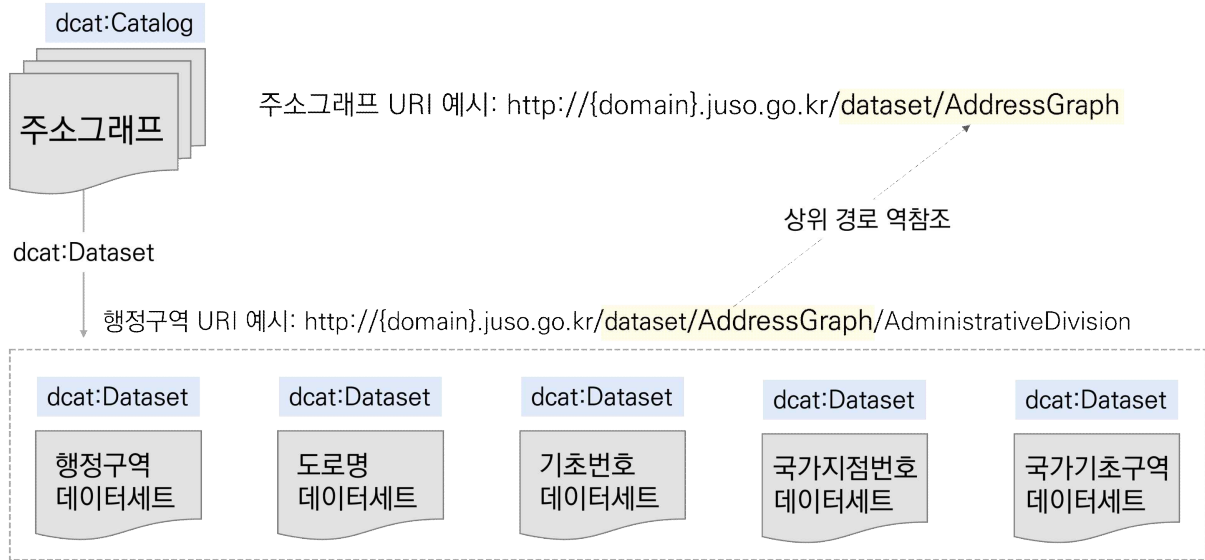 dcat:Catalog
주소그래프
주소그래프 URI 예시: http://{domain}.juso.go.kr/dataset/AddressGraph
상위 경로 역참조
dcat:Dataset
행정구역 URI 예시: http://{domain}.juso.go.kr/dataset/AddressGraph/AdministrativeDivision
dcat:Dataset
행정구역
데이터세트
dcat:Dataset
도로명
데이터세트
dcat:Dataset
기초번호
데이터세트
dcat:Dataset
국가지점번호
데이터세트
dcat:Dataset
국가기초구역
데이터세트